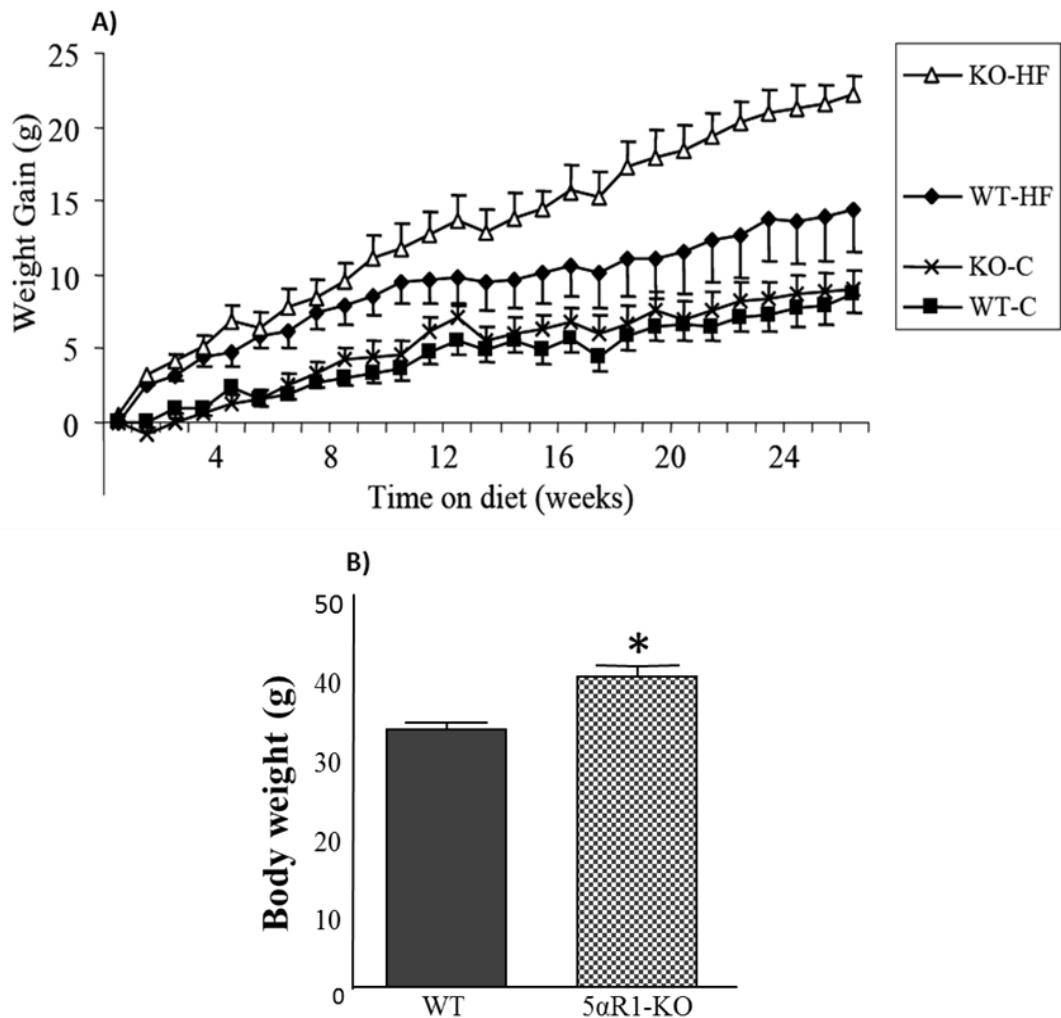 A)
Weight Gain (g)
25
20
15
10
5
0
4 8 12 16 20 24
Time on diet (weeks)
KO-HF
WT-HF
KO-C
WT-C
B)
Body weight (g)
50
40
30
20
10
0
*
WT 5αR1-KO